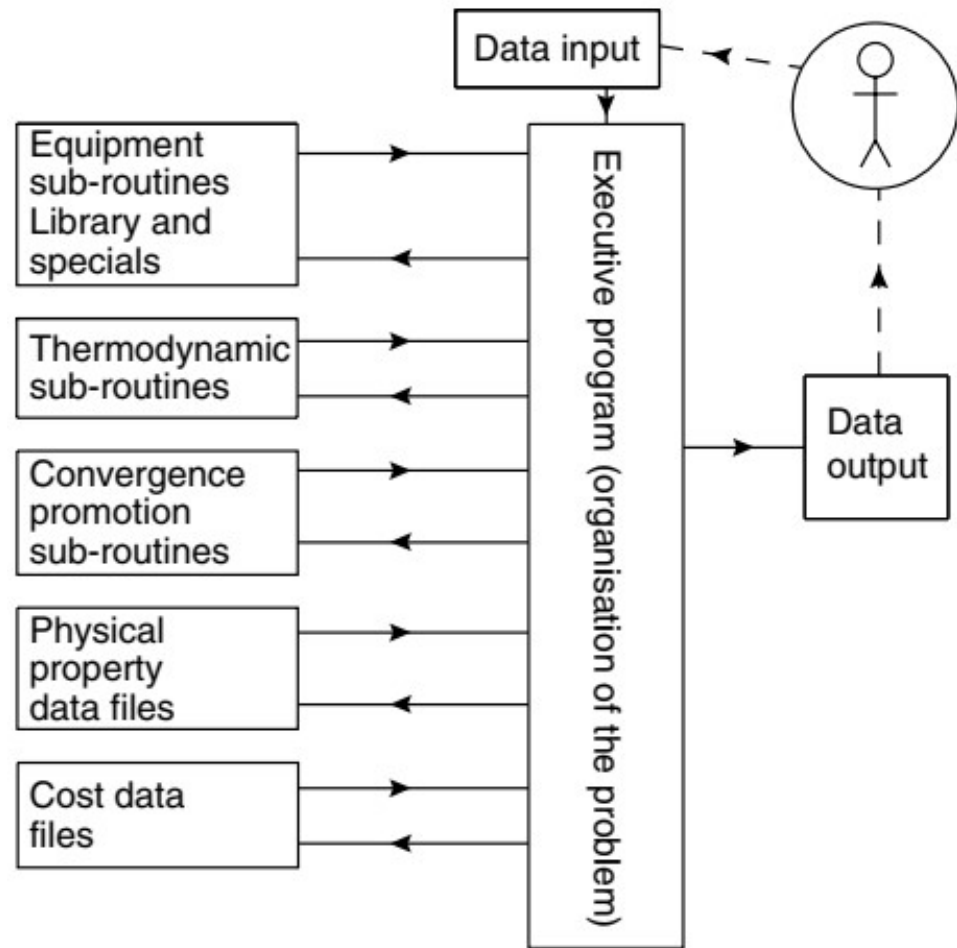 Data input
Equipment
sub-routines
Library and
specials
Thermodynamic
sub-routines
Convergence
promotion
sub-routines
Physical
property
data files
Cost data
files
Executive program (organisation of the problem)
Data
output